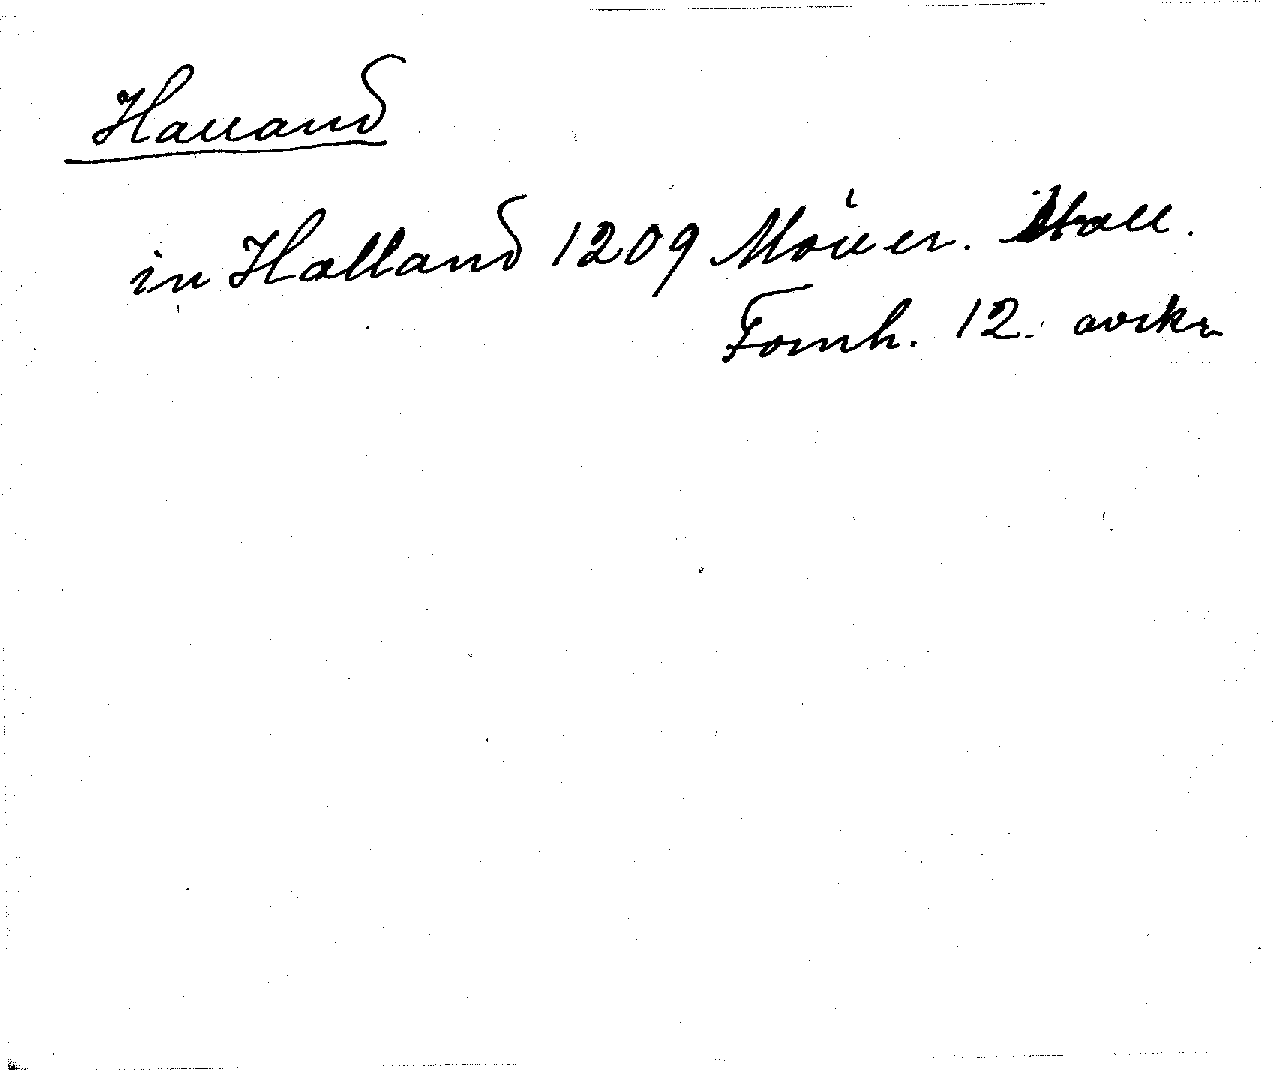 Halland
in Halland 1209 Möller. Hall.
Fornh. 12. avskr